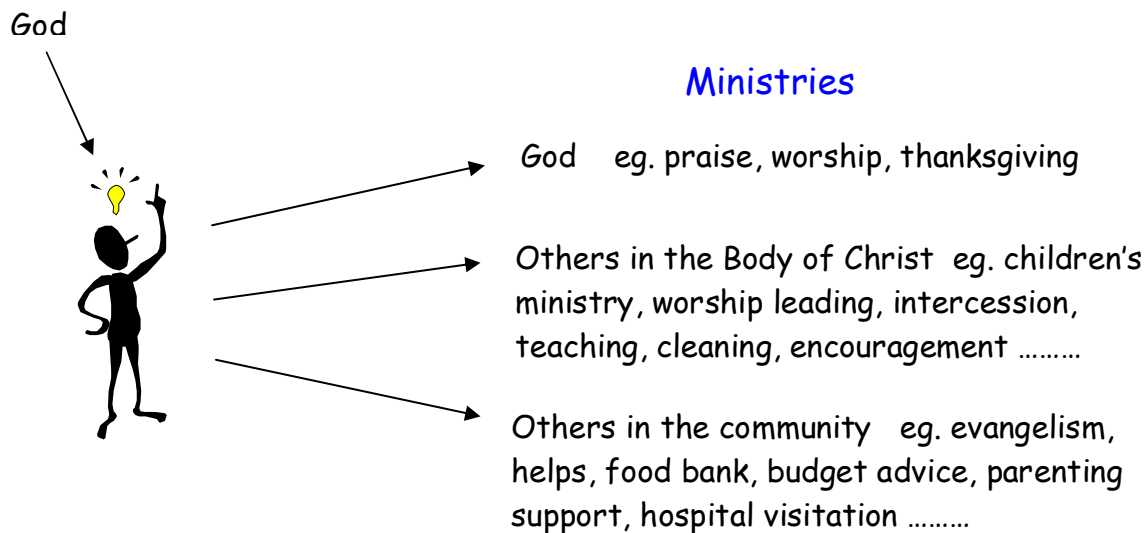 God
Ministries
God eg. praise, worship, thanksgiving
Others in the Body of Christ eg. children's
ministry, worship leading, intercession,
teaching, cleaning, encouragement ………
Others in the community eg. evangelism,
helps, food bank, budget advice, parenting
support, hospital visitation ………